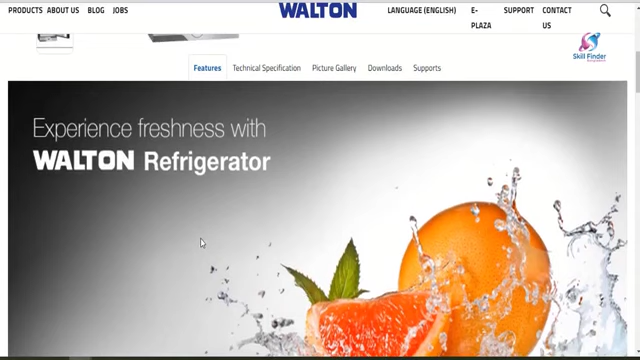 PRODUCTS ABOUT US BLOG JOBS WALTON LANGUAGE (ENGLISH) E-PLAZA SUPPORT CONTACT US
Skill Finder
Features Technical Specification Picture Gallery Downloads Supports
Experience freshness with
WALTON Refrigerator